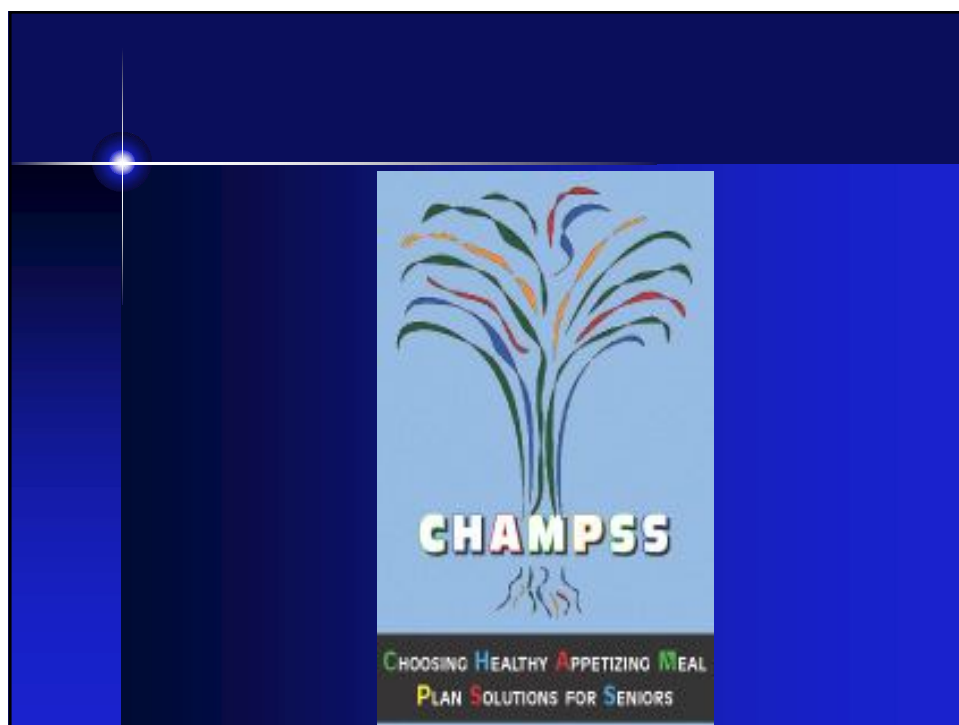 CHAMPSS
CHOOSING HEALTHY APPETIZING MEAL
PLAN SOLUTIONS FOR SENIORS